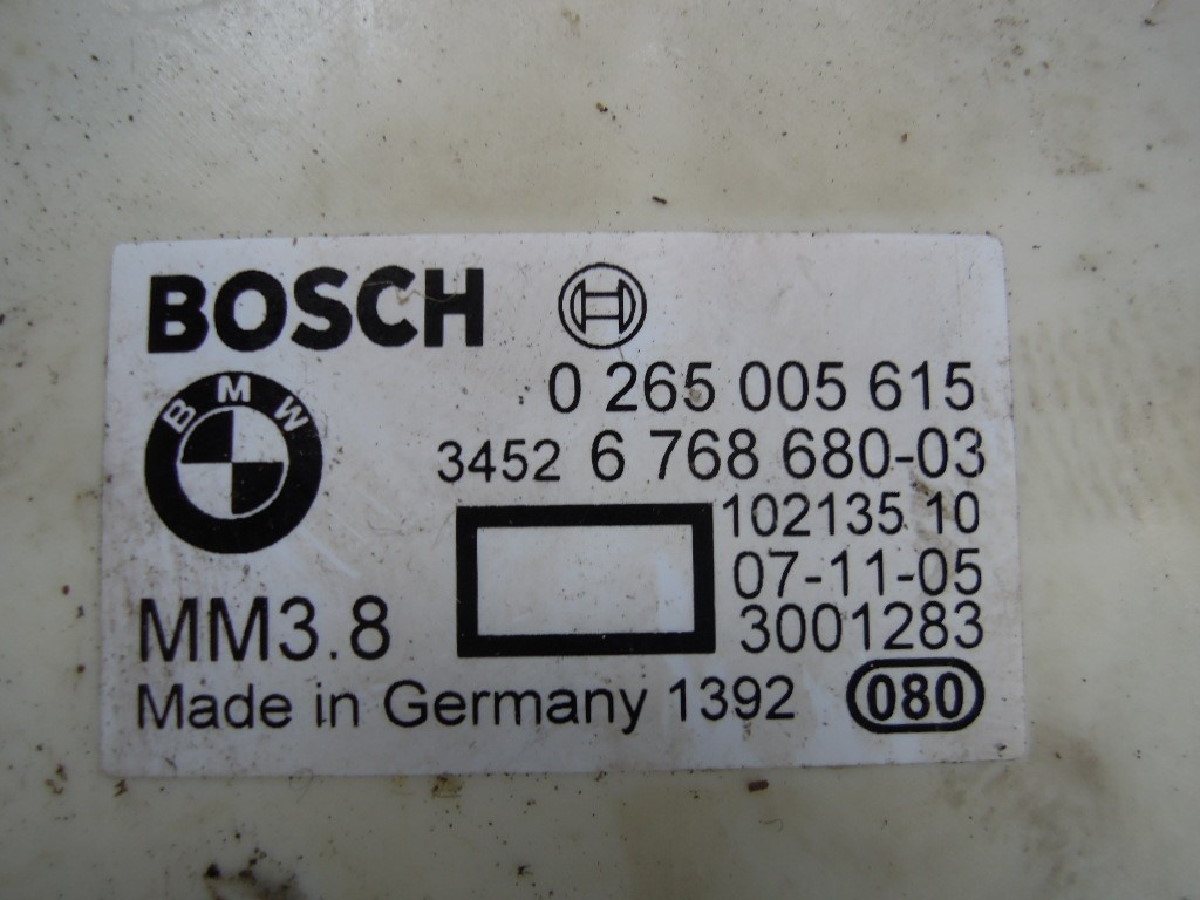 BOSCH
0 265 005 615
BMW
3452 6 768 680-03
102135 10
07-11-05
MM3.8
3001283
Made in Germany 1392
080